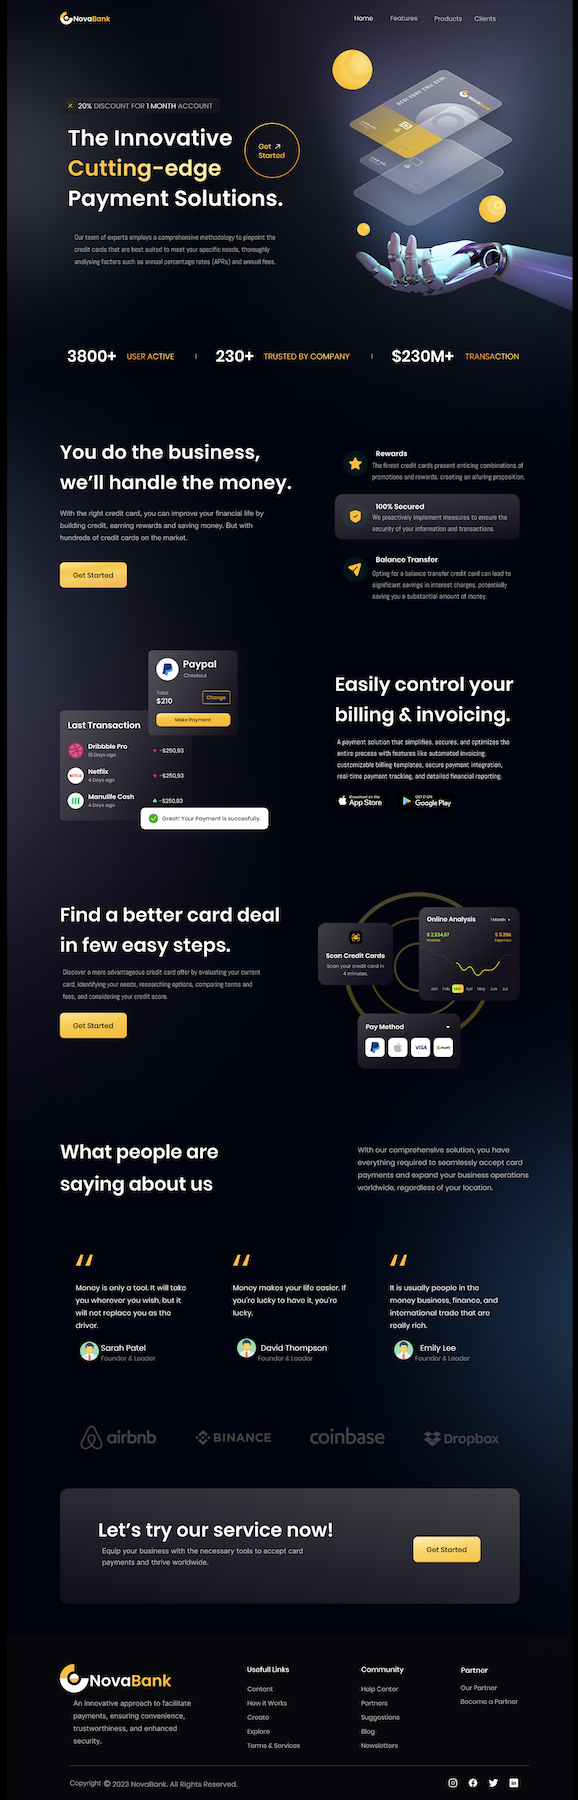 NovaBank
Home Features Products Clients
20% DISCOUNT FOR 1 MONTH ACCOUNT
The Innovative
Cutting-edge
Payment Solutions.
Get
Started
NovaBank
Our team of experts employs a comprehensive methodology to pinpoint the
credit cards that are best suited to meet your specific needs, thoroughly
analysing factors such as annual percentage rates (APRs) and annual fees.
3800+ USER ACTIVE | 230+ TRUSTED BY COMPANY | $230M+ TRANSACTION
You do the business,
we’ll handle the money.
With the right credit card, you can improve your financial life by
building credit, earning rewards and saving money. But with
hundreds of credit cards on the market.
Get Started
Rewards
The finest credit cards present enticing combinations of
promotions and rewards, creating an alluring proposition.
100% Secured
We proactively implement measures to ensure the
security of your information and transactions.
Balance Transfer
Opting for a balance transfer credit card can lead to
significant savings in interest charges, potentially
saving you a substantial amount of money.
Paypal
Checkout
Total
$210
Change
Make Payment
Last Transaction
Dribbble Pro
15 Days ago
-$250,93
NETFLIX
Netflix
4 Days ago
-$250,93
Manulife Cash
4 Days ago
-$250,93
Great! Your Payment is succesfully.
Easily control your
billing & invoicing.
A payment solution that simplifies, secures, and optimizes the
entire process with features like automated invoicing,
customizable billing templates, secure payment integration,
real-time payment tracking, and detailed financial reporting.
Download on the
App Store
GET IT ON
Google Play
Find a better card deal
in few easy steps.
Discover a more advantageous credit card offer by evaluating your current
card, identifying your needs, researching options, comparing terms and
fees, and considering your credit score.
Get Started
Scan Credit Cards
Scan your credit card in
4 minutes.
Online Analysis
1 Month
$ 2,334,67
Income
$ 5.31M
Expenses
Jan Feb Mar Apr May Jun Jul
Pay Method
VISA
shopify
What people are
saying about us
With our comprehensive solution, you have
everything required to seamlessly accept card
payments and expand your business operations
worldwide, regardless of your location.
Money is only a tool. It will take
you wherever you wish, but it
will not replace you as the
driver.
Sarah Patel
Founder & Leader
Money makes your life easier. If
you're lucky to have it, you're
lucky.
David Thompson
Founder & Leader
It is usually people in the
money business, finance, and
international trade that are
really rich.
Emily Lee
Founder & Leader
airbnb
BINANCE
coinbase
Dropbox
Let’s try our service now!
Equip your business with the necessary tools to accept card
payments and thrive worldwide.
Get Started
NovaBank
An innovative approach to facilitate
payments, ensuring convenience,
trustworthiness, and enhanced
security.
Usefull Links
Content
How it Works
Create
Explore
Terms & Services
Community
Help Center
Partners
Suggestions
Blog
Newsletters
Partner
Our Partner
Become a Partner
Copyright © 2023 NovaBank. All Rights Reserved.